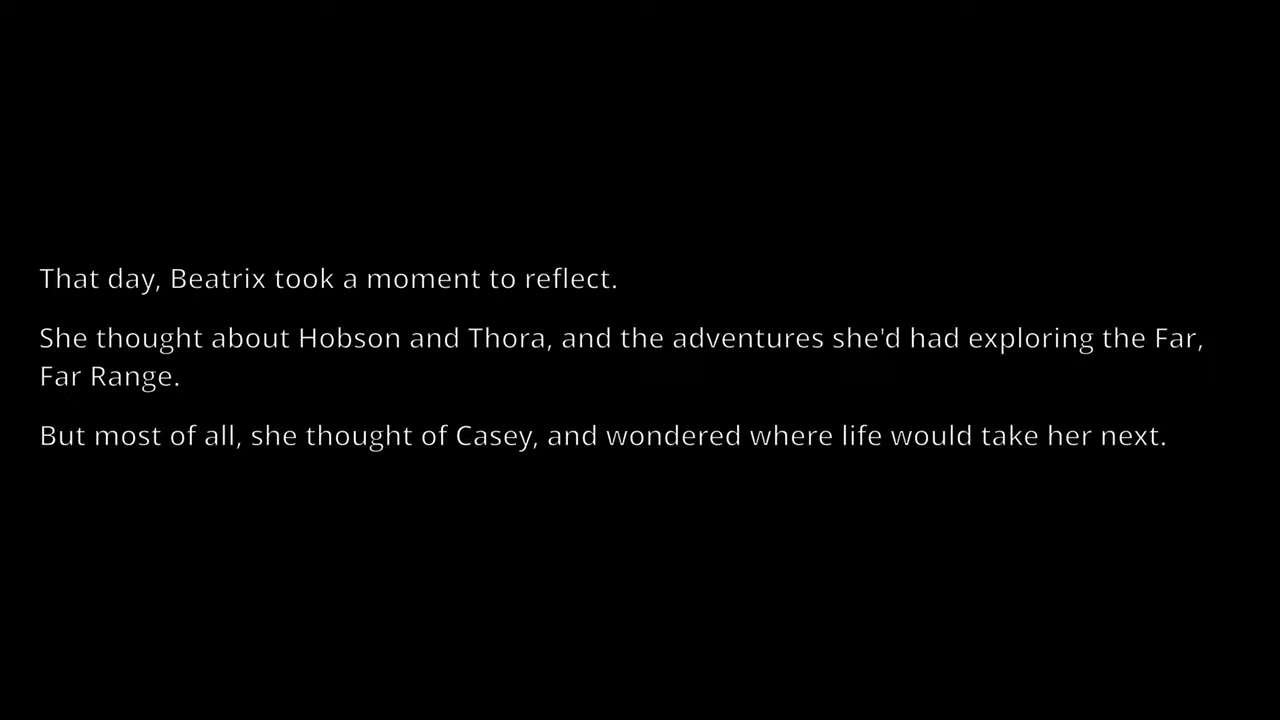 That day, Beatrix took a moment to reflect.
She thought about Hobson and Thora, and the adventures she'd had exploring the Far,
Far Range.
But most of all, she thought of Casey, and wondered where life would take her next.